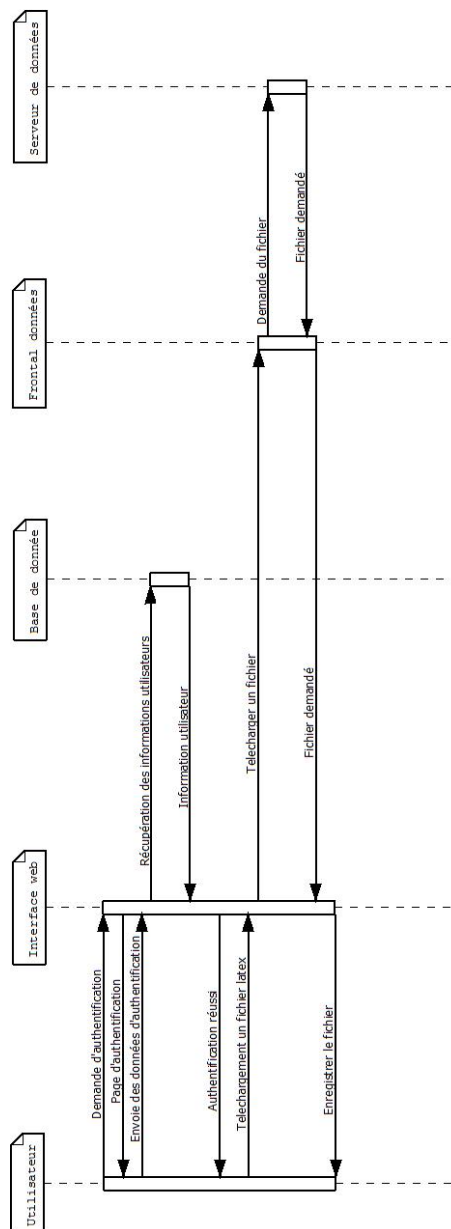 Utilisateur
Interface web
Base de donnée
Frontal données
Serveur de données
Demande d'authentification
Page d'authentification
Envoie des données d'authentification
Récupération des informations utilisateurs
Information utilisateur
Authentification réussi
Telechargement un fichier latex
Telecharger un fichier
Demande du fichier
Fichier demandé
Fichier demandé
Enregistrer le fichier